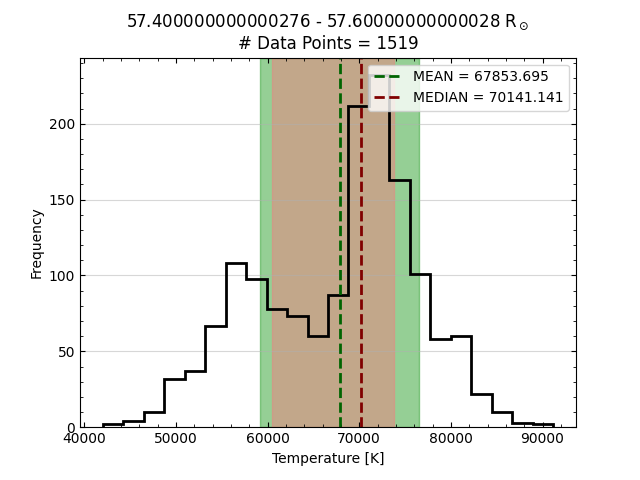 57.400000000000276 - 57.60000000000028 R⊙
# Data Points = 1519
MEAN = 67853.695
MEDIAN = 70141.141
Frequency
200
150
100
50
0
40000 50000 60000 70000 80000 90000
Temperature [K]